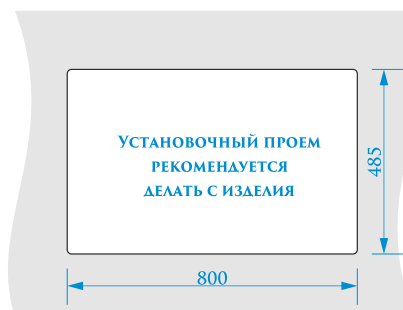 Установочный проем
рекомендуется
делать с изделия
485
800